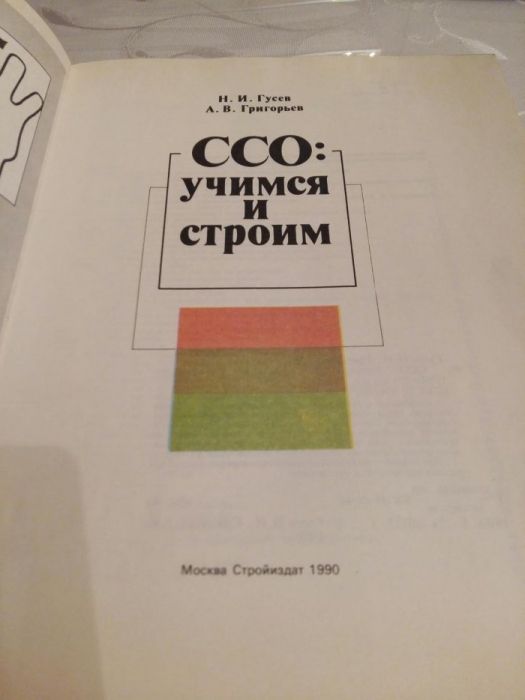 Н. И. Гусев
А. В. Григорьев
ССО:
учимся
и
строим
Москва Стройиздат 1990